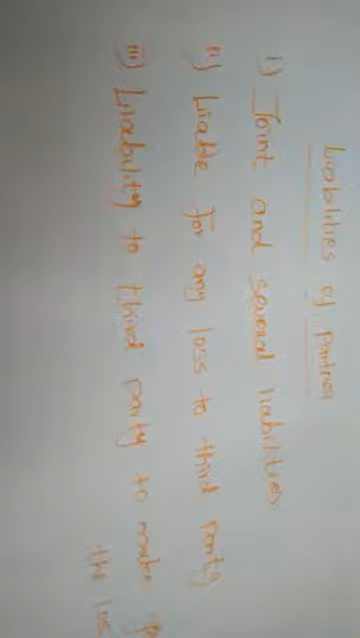 Liabilities of partner
i) Joint and several liabilities
ii) Liable for any loss to third party
iii) Liability to third party to make
the los